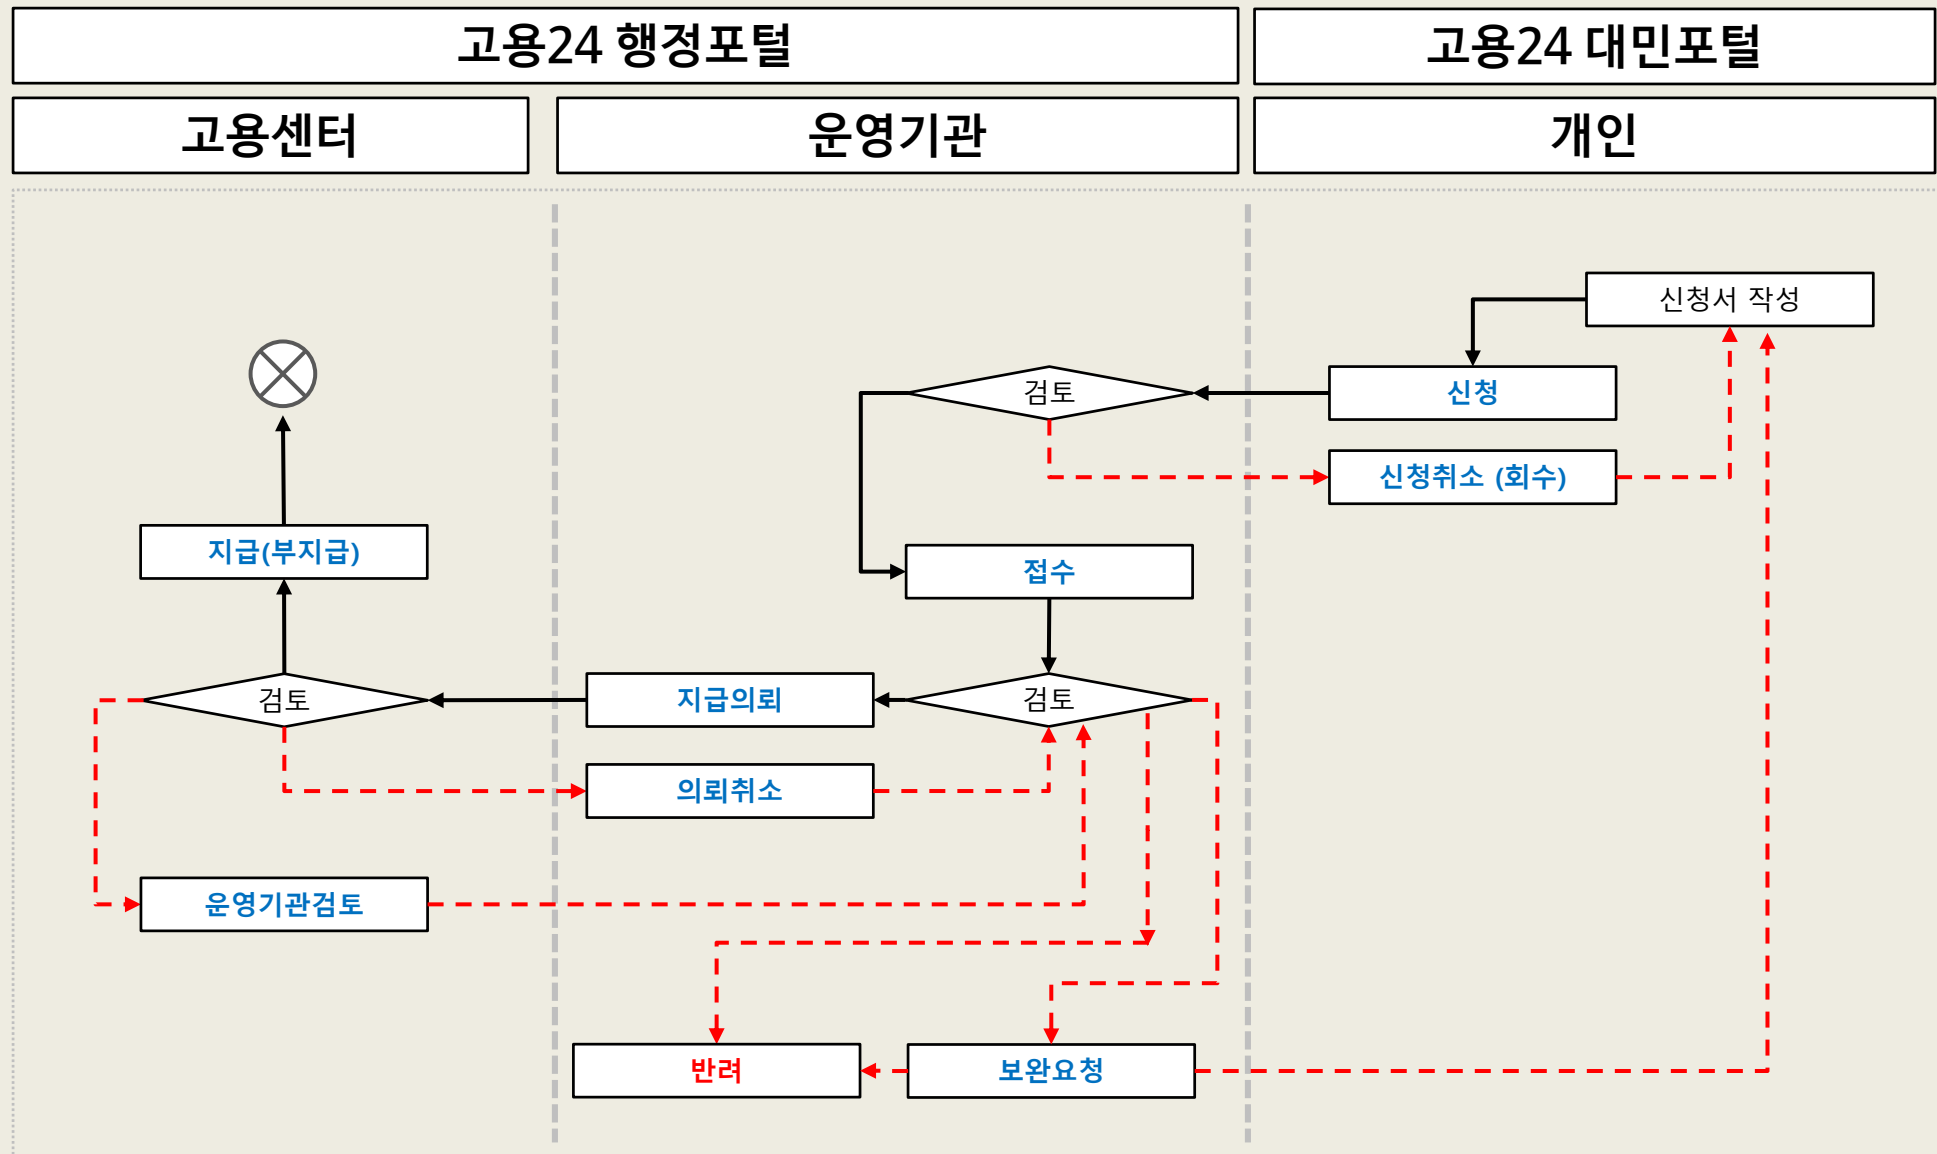 고용24 행정포털
고용24 대민포털
고용센터
운영기관
개인
신청서 작성
검토
신청
신청취소 (회수)
지급(부지급)
접수
검토
지급의뢰
검토
의뢰취소
운영기관검토
반려
보완요청